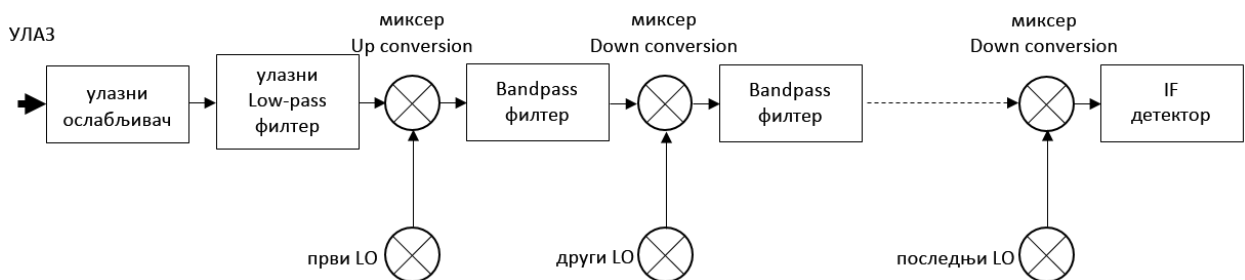 УЛАЗ
улазни
ослабљивач
улазни
Low-pass
филтер
миксер
Up conversion
Bandpass
филтер
миксер
Down conversion
Bandpass
филтер
миксер
Down conversion
IF
детектор
први LO
други LO
последњи LO